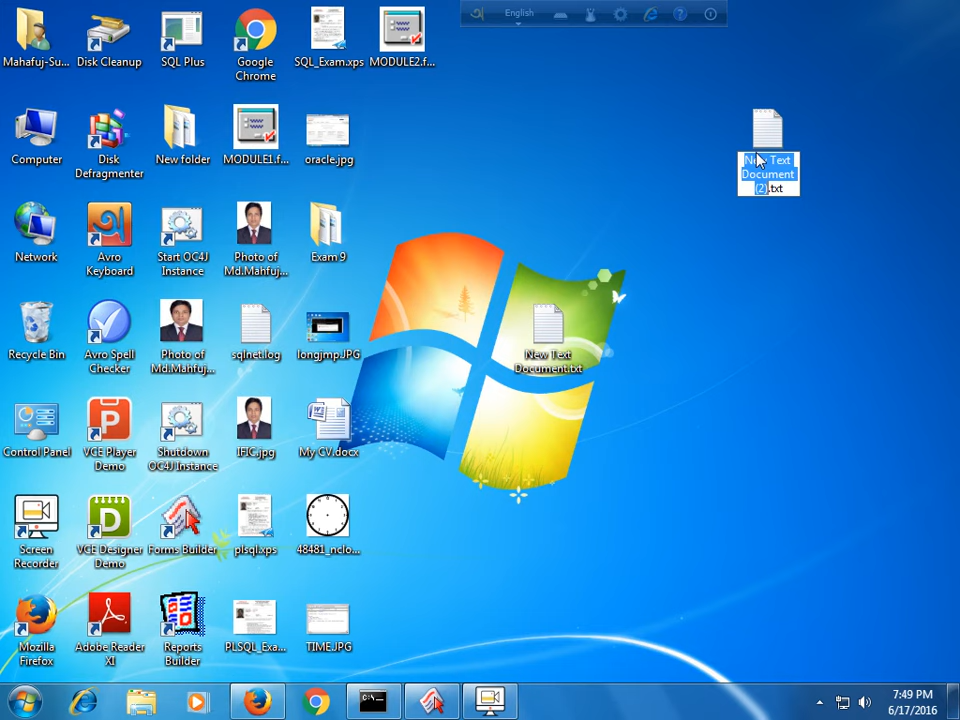 English
Mahafuj-Su...
Disk Cleanup
SQL Plus
Google
Chrome
SQL_Exam.xps
MODULE2.f...
Computer
Disk
Defragmenter
New folder
MODULE1.f...
oracle.jpg
New Text
Document
(2).txt
Network
Avro
Keyboard
Start OC4J
Instance
Photo of
Md.Mahfuj...
Exam 9
Recycle Bin
Avro Spell
Checker
Photo of
Md.Mahfuj...
sqlnet.log
longjmp.JPG
New Text
Document.txt
Control Panel
VCE Player
Demo
Shutdown
OC4J Instance
IFIC.jpg
My CV.docx
Screen
Recorder
VCE Designer
Demo
Forms Builder
plsql.xps
48481_nclo...
Mozilla
Firefox
Adobe Reader
XI
Reports
Builder
PLSQL_Exa...
TIME.JPG
7:49 PM
6/17/2016